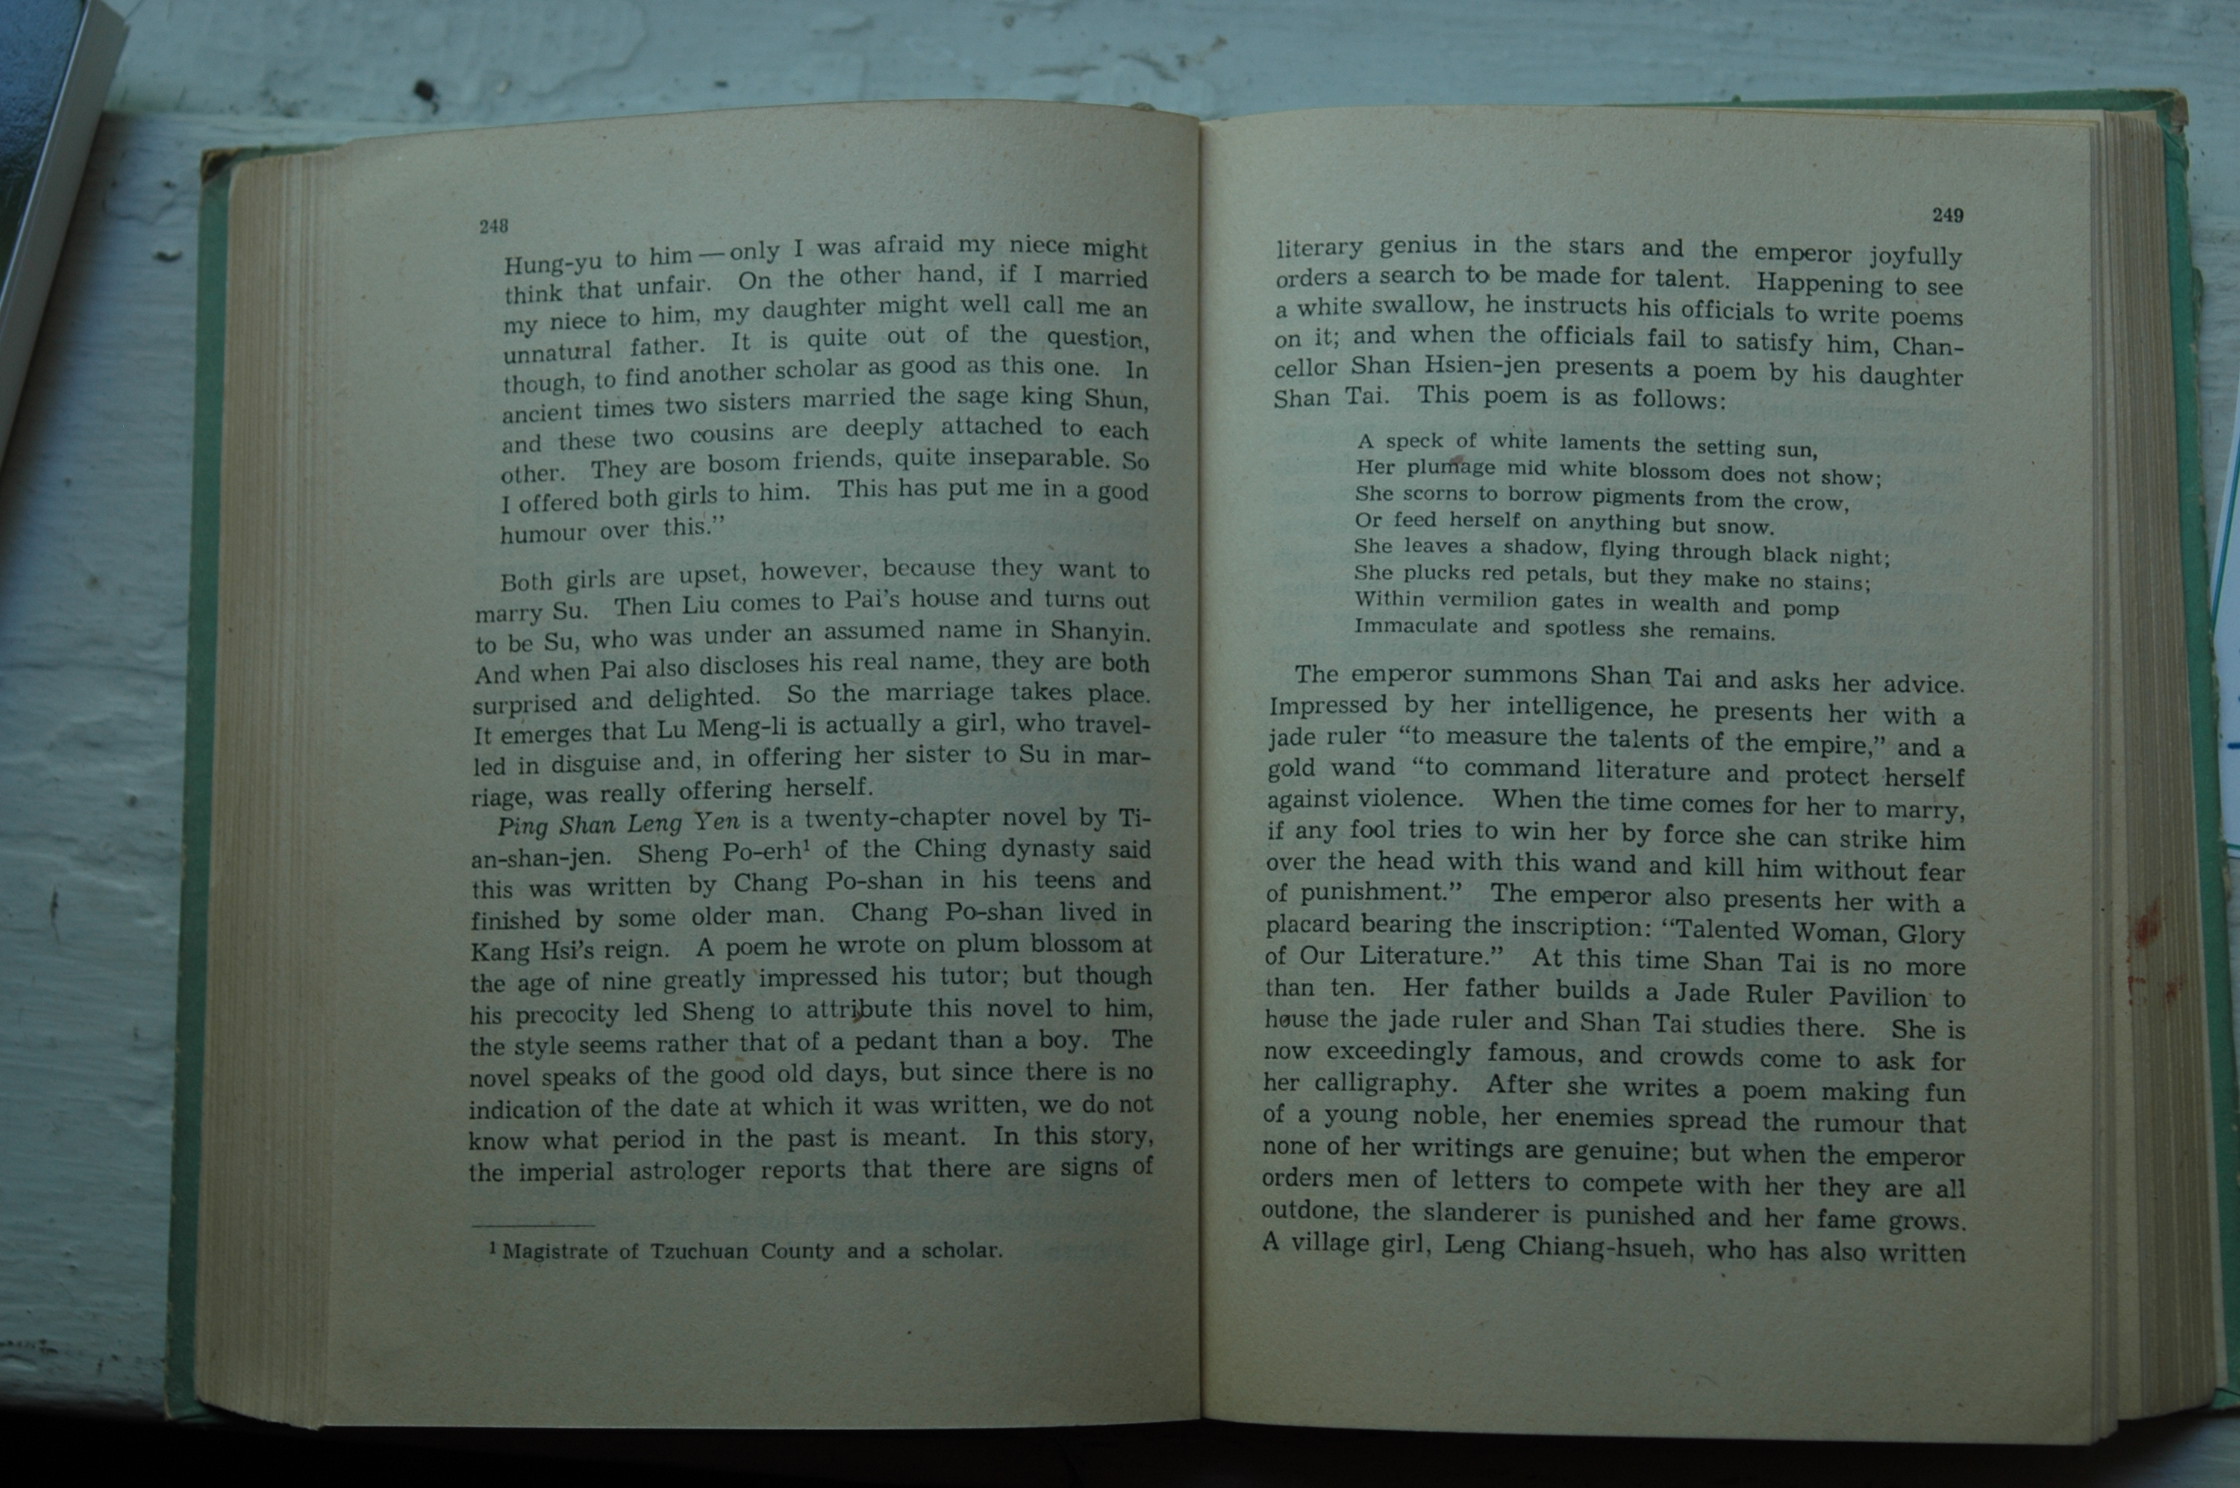 248
Hung-yu to him—only I was afraid my niece might
think that unfair. On the other hand, if I married
my niece to him, my daughter might well call me an
unnatural father. It is quite out of the question,
though, to find another scholar as good as this one. In
ancient times two sisters married the sage king Shun,
and these two cousins are deeply attached to each
other. They are bosom friends, quite inseparable. So
I offered both girls to him. This has put me in a good
humour over this.”
Both girls are upset, however, because they want to
marry Su. Then Liu comes to Pai's house and turns out
to be Su, who was under an assumed name in Shanyin.
And when Pai also discloses his real name, they are both
surprised and delighted. So the marriage takes place.
It emerges that Lu Meng-li is actually a girl, who travel-
led in disguise and, in offering her sister to Su in mar-
riage, was really offering herself.
Ping Shan Leng Yen is a twenty-chapter novel by Ti-
an-shan-jen. Sheng Po-erh¹ of the Ching dynasty said
this was written by Chang Po-shan in his teens and
finished by some older man. Chang Po-shan lived in
Kang Hsi's reign. A poem he wrote on plum blossom at
the age of nine greatly impressed his tutor; but though
his precocity led Sheng to attribute this novel to him,
the style seems rather that of a pedant than a boy. The
novel speaks of the good old days, but since there is no
indication of the date at which it was written, we do not
know what period in the past is meant. In this story,
the imperial astrologer reports that there are signs of
¹ Magistrate of Tzuchuan County and a scholar.
249
literary genius in the stars and the emperor joyfully
orders a search to be made for talent. Happening to see
a white swallow, he instructs his officials to write poems
on it; and when the officials fail to satisfy him, Chan-
cellor Shan Hsien-jen presents a poem by his daughter
Shan Tai. This poem is as follows:
A speck of white laments the setting sun,
Her plumage mid white blossom does not show;
She scorns to borrow pigments from the crow,
Or feed herself on anything but snow.
She leaves a shadow, flying through black night;
She plucks red petals, but they make no stains;
Within vermilion gates in wealth and pomp
Immaculate and spotless she remains.
The emperor summons Shan Tai and asks her advice.
Impressed by her intelligence, he presents her with a
jade ruler “to measure the talents of the empire,” and a
gold wand “to command literature and protect herself
against violence. When the time comes for her to marry,
if any fool tries to win her by force she can strike him
over the head with this wand and kill him without fear
of punishment.” The emperor also presents her with a
placard bearing the inscription: “Talented Woman, Glory
of Our Literature.” At this time Shan Tai is no more
than ten. Her father builds a Jade Ruler Pavilion to
house the jade ruler and Shan Tai studies there. She is
now exceedingly famous, and crowds come to ask for
her calligraphy. After she writes a poem making fun
of a young noble, her enemies spread the rumour that
none of her writings are genuine; but when the emperor
orders men of letters to compete with her they are all
outdone, the slanderer is punished and her fame grows.
A village girl, Leng Chiang-hsueh, who has also written